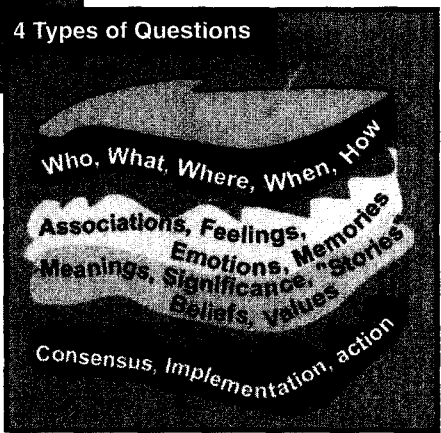 4 Types of Questions
Who, What, Where, When, How
Associations, Feelings,
Emotions, Memories
Meanings, Significance, "Stories"
Beliefs, Values
Consensus, Implementation, action